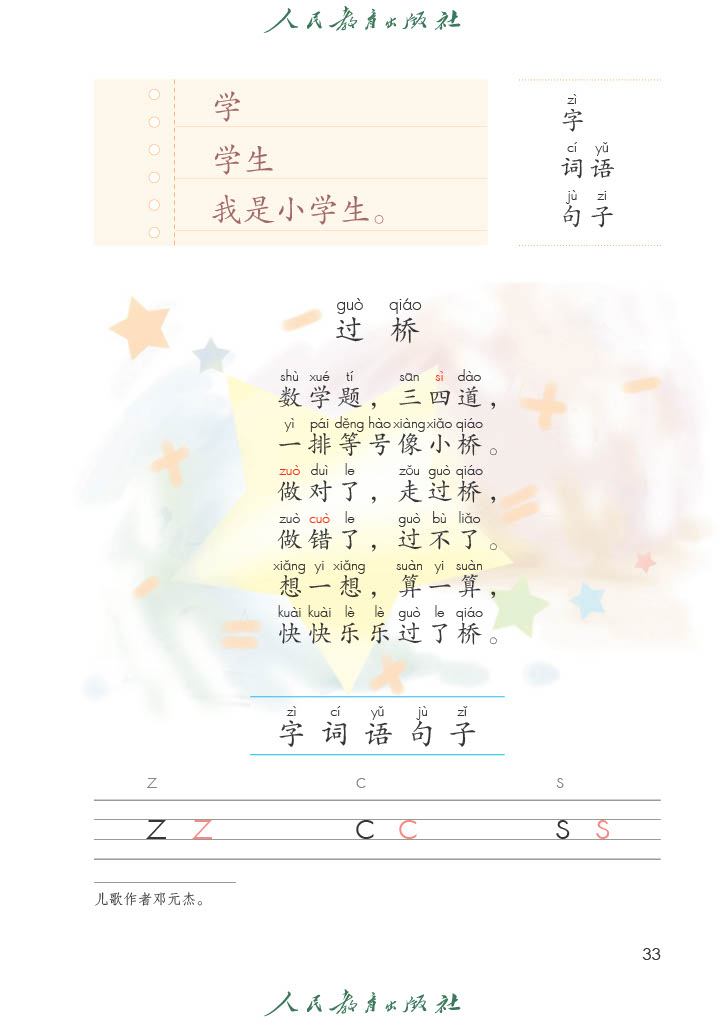 人民教育出版社
学
学生
我是小学生。
zì
字
cí yǔ
词语
jù zi
句子
guò qiáo
过桥
shù xué tí sān sì dào
数学题，三四道，
yì pái děng hào xiàng xiǎo qiáo
一排等号像小桥。
zuò duì le zǒu guò qiáo
做对了，走过桥，
zuò cuò le guò bù liǎo
做错了，过不了。
xiǎng yi xiǎng suàn yi suàn
想一想，算一算，
kuài kuài lè lè guò le qiáo
快快乐乐过了桥。
zì cí yǔ jù zǐ
字词语句子
z c s
z z c c s s
儿歌作者邓元杰。
33
人民教育出版社